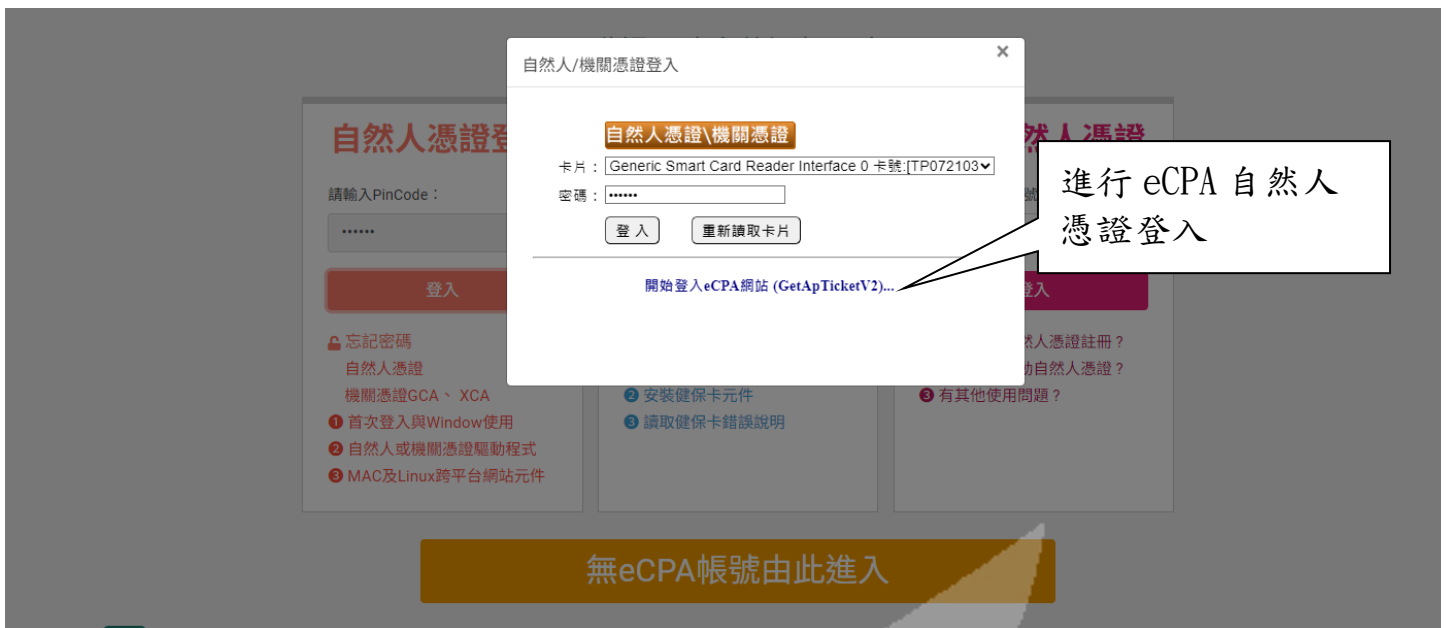 自然人/機關憑證登入
×
自然人憑證\機關憑證
卡片：
Generic Smart Card Reader Interface 0 卡號:[TP072103
密碼：
••••••
登入
重新讀取卡片
開始登入eCPA網站 (GetApTicketV2)...
進行 eCPA 自然人
憑證登入
自然人憑證登
請輸入PinCode：
••••••
登入
忘記密碼
自然人憑證
機關憑證GCA、 XCA
❶ 首次登入與Window使用
❷ 自然人或機關憑證驅動程式
❸ MAC及Linux跨平台網站元件
❷ 安裝健保卡元件
❸ 讀取健保卡錯誤說明
然人憑證
登入
然人憑證註冊？
動自然人憑證？
❸ 有其他使用問題？
無eCPA帳號由此進入